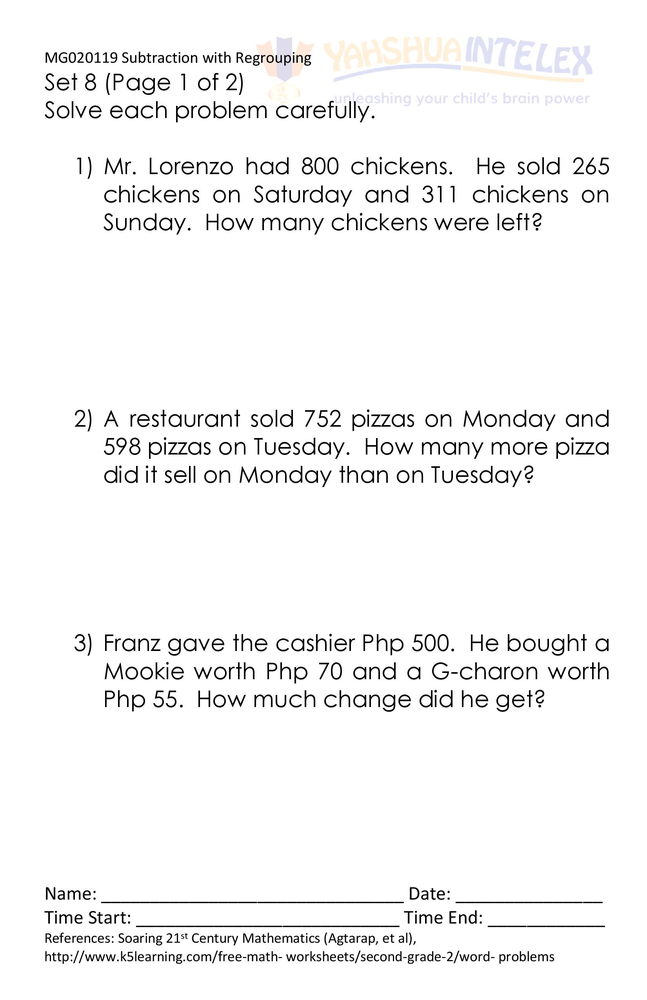 YAHSHUA INTELEX
unleashing your child's brain power
MG020119 Subtraction with Regrouping
Set 8 (Page 1 of 2)
Solve each problem carefully.
1) Mr. Lorenzo had 800 chickens. He sold 265
chickens on Saturday and 311 chickens on
Sunday. How many chickens were left?
2) A restaurant sold 752 pizzas on Monday and
598 pizzas on Tuesday. How many more pizza
did it sell on Monday than on Tuesday?
3) Franz gave the cashier Php 500. He bought a
Mookie worth Php 70 and a G-charon worth
Php 55. How much change did he get?
Name: _______________________________ Date: _______________
Time Start: ___________________________ Time End: ____________
References: Soaring 21st Century Mathematics (Agtarap, et al),
http://www.k5learning.com/free-math- worksheets/second-grade-2/word- problems